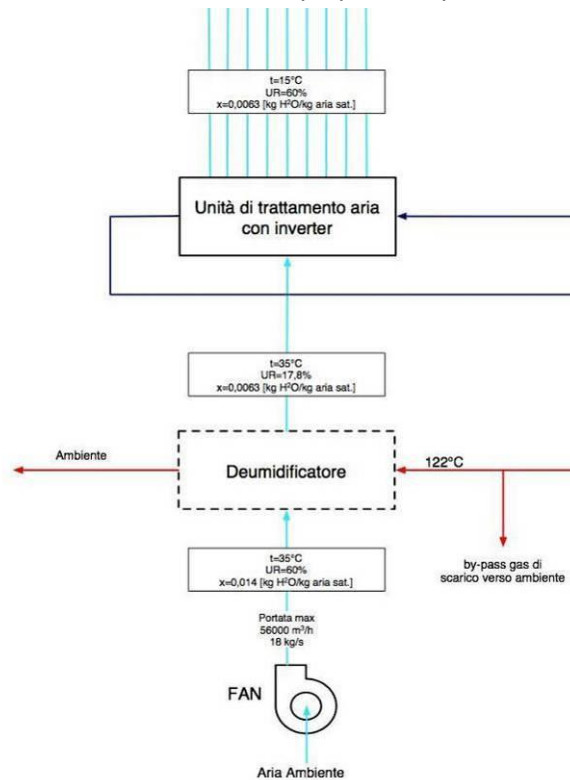 t=15°C
UR=60%
x=0,0063 [kg H²O/kg aria sat.]
Unità di trattamento aria
con inverter
t=35°C
UR=17,8%
x=0,0063 [kg H²O/kg aria sat.]
Ambiente
Deumidificatore
122°C
by-pass gas di
scarico verso ambiente
t=35°C
UR=60%
x=0,014 [kg H²O/kg aria sat.]
Portata max
56000 m³/h
18 kg/s
FAN
Aria Ambiente